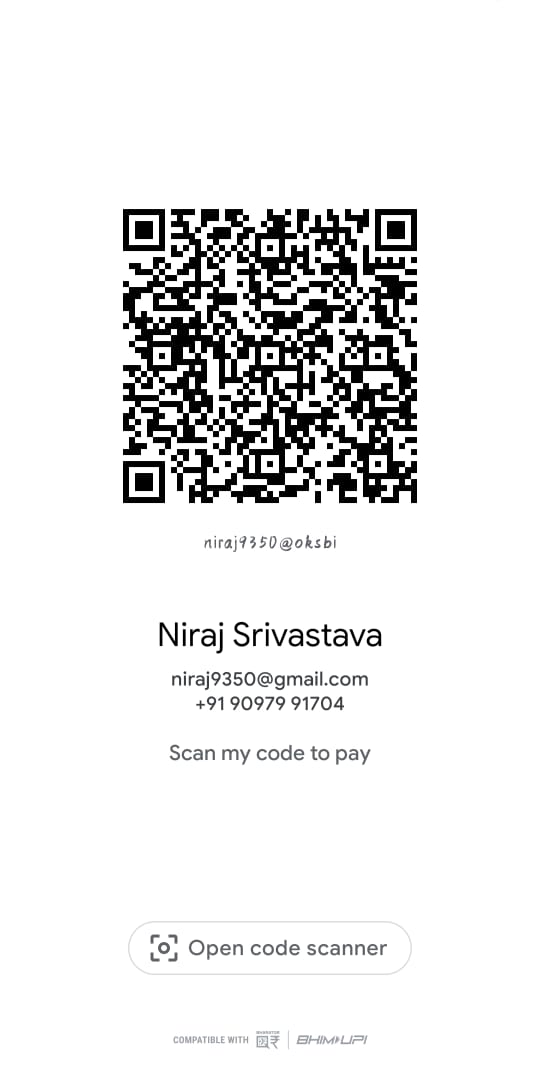 niraj9350@oksbi
Niraj Srivastava
niraj9350@gmail.com
+91 90979 91704
Scan my code to pay
Open code scanner
COMPATIBLE WITH BHARATQR BHIM UPI